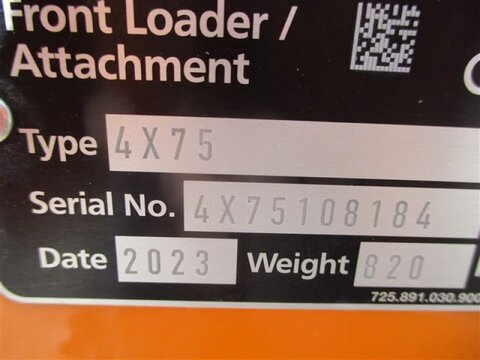 Front Loader /
Attachment
Type 4X75
Serial No. 4X75108184
Date 2023 Weight 820
725.891.030.900